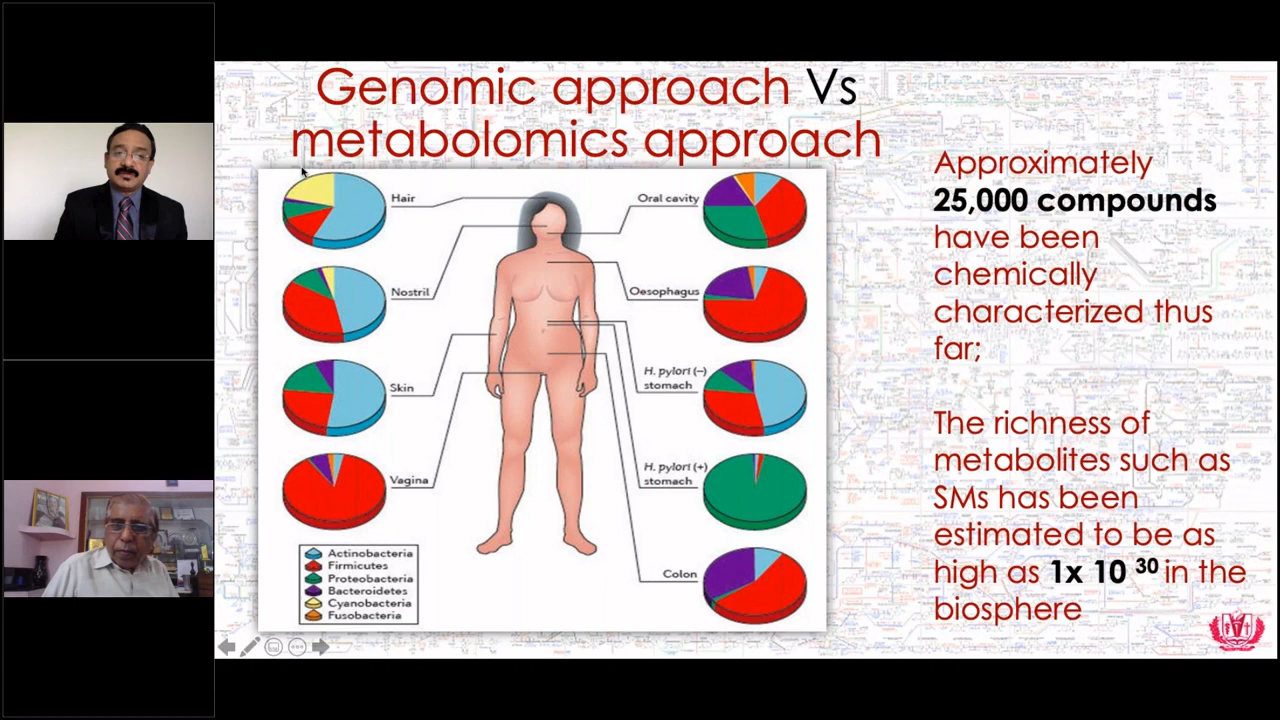 Genomic approach Vs
metabolomics approach
Hair
Nostril
Skin
Vagina
Oral cavity
Oesophagus
H. pylori (–)
stomach
H. pylori (+)
stomach
Colon
Actinobacteria
Firmicutes
Proteobacteria
Bacteroidetes
Cyanobacteria
Fusobacteria
Approximately
25,000 compounds
have been
chemically
characterized thus
far;
The richness of
metabolites such as
SMs has been
estimated to be as
high as 1x 10 30 in the
biosphere